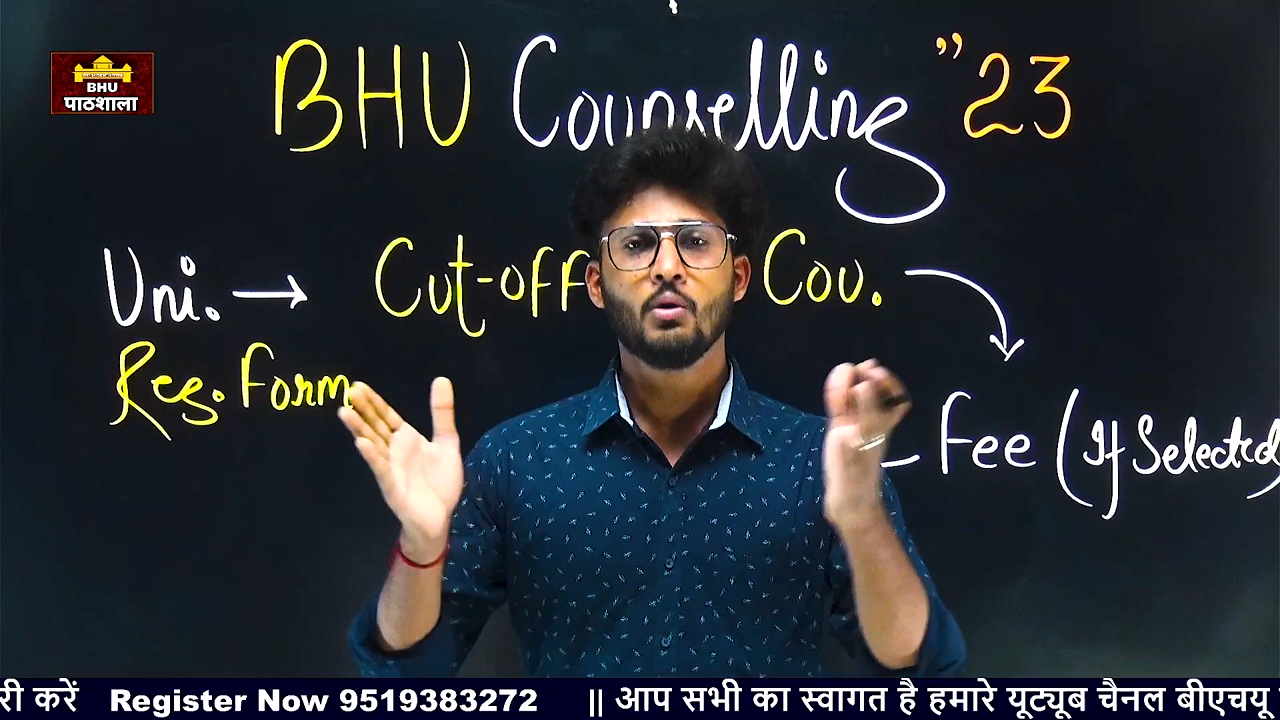 BHU Counselling "23
BHU
पाठशाला
Uni. → Cut-off Cou.
Reg. Form
Fee (If Selected)
री करें Register Now 9519383272 || आप सभी का स्वागत है हमारे यूट्यूब चैनल बीएचयू